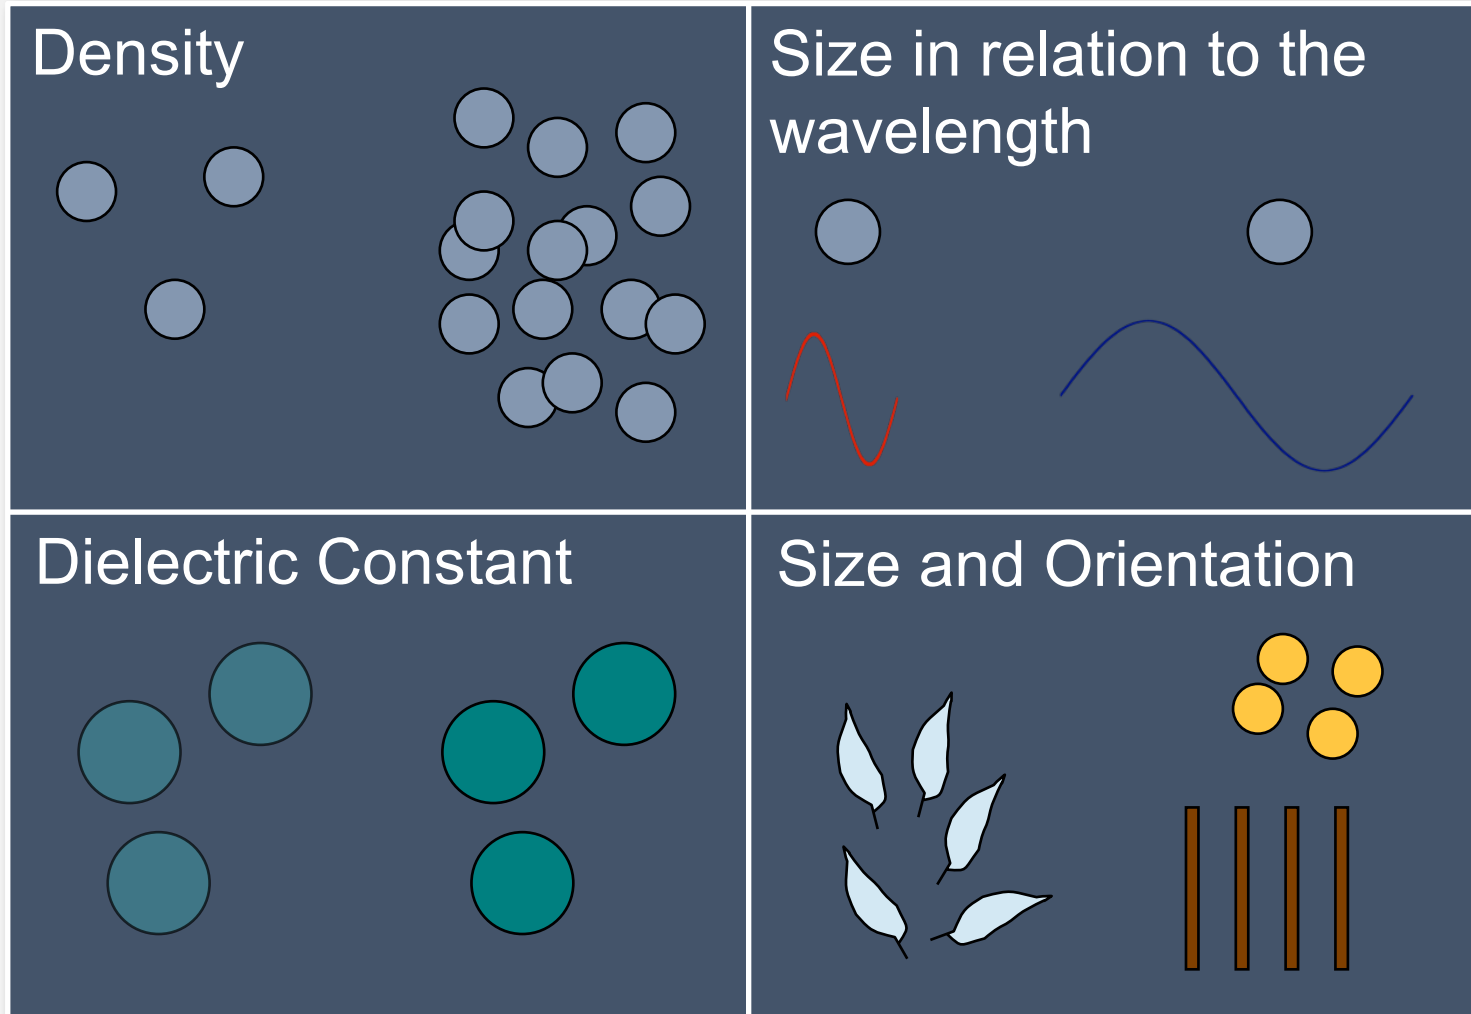 Density
Size in relation to the
wavelength
Dielectric Constant
Size and Orientation